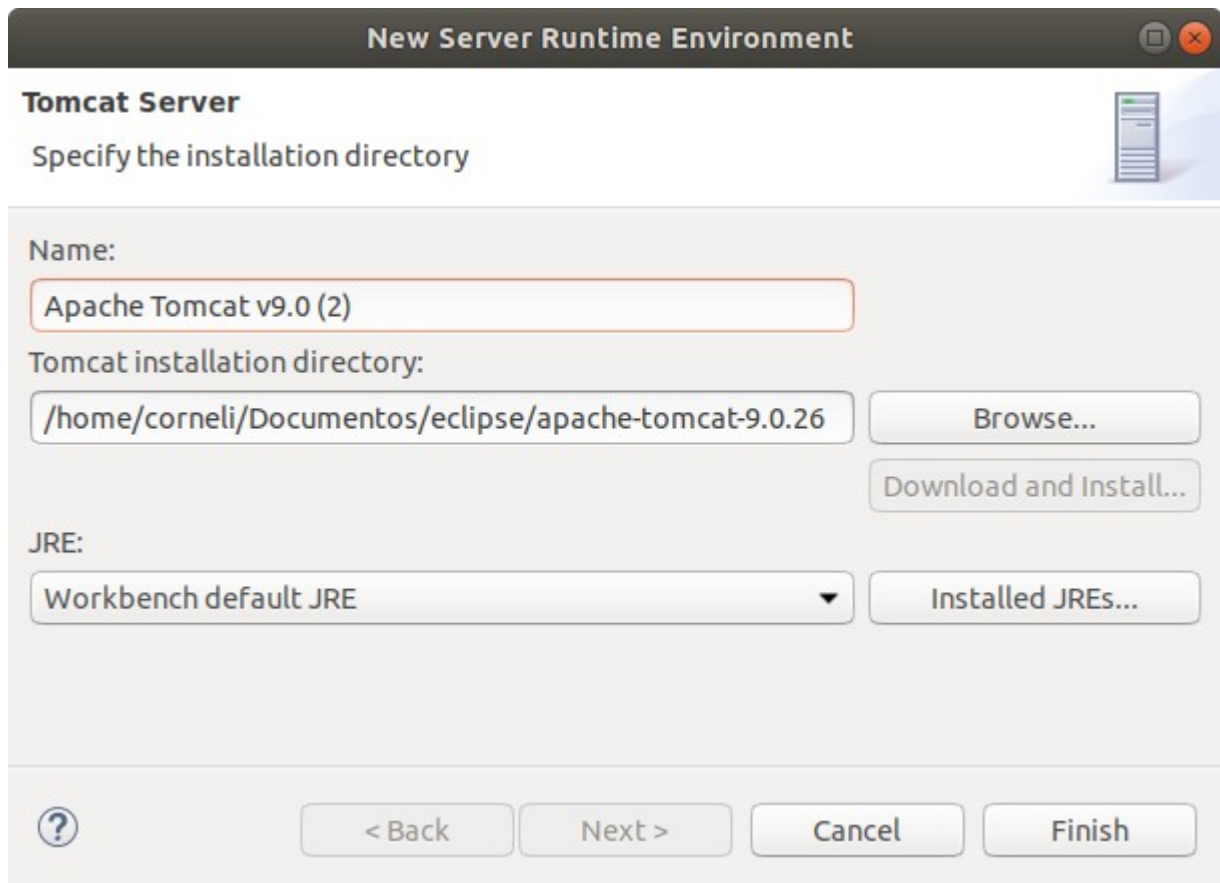 New Server Runtime Environment
Tomcat Server
Specify the installation directory
Name:
Apache Tomcat v9.0 (2)
Tomcat installation directory:
/home/corneli/Documentos/eclipse/apache-tomcat-9.0.26
Browse...
Download and Install...
JRE:
Workbench default JRE
Installed JREs...
?
< Back
Next >
Cancel
Finish